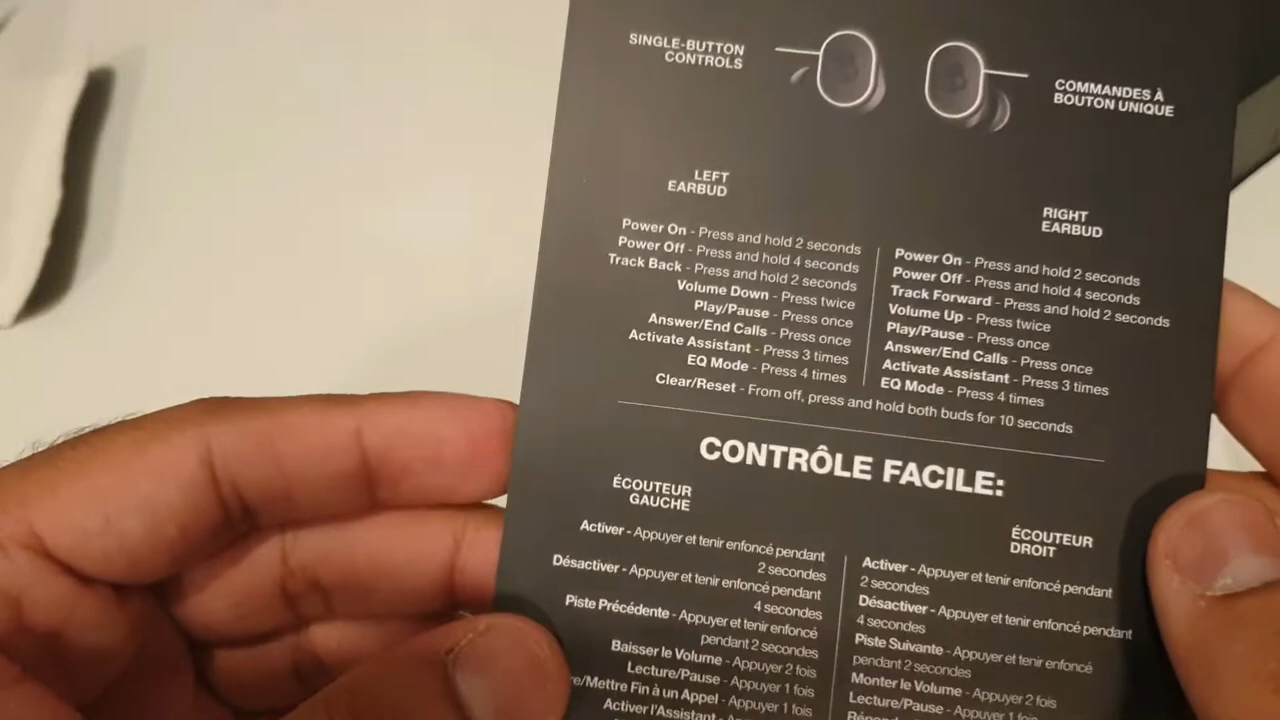 SINGLE-BUTTON
CONTROLS
COMMANDES À
BOUTON UNIQUE
LEFT
EARBUD
Power On - Press and hold 2 seconds
Power Off - Press and hold 4 seconds
Track Back - Press and hold 2 seconds
Volume Down - Press twice
Play/Pause - Press once
Answer/End Calls - Press once
Activate Assistant - Press 3 times
EQ Mode - Press 4 times
RIGHT
EARBUD
Power On - Press and hold 2 seconds
Power Off - Press and hold 4 seconds
Track Forward - Press and hold 2 seconds
Volume Up - Press twice
Play/Pause - Press once
Answer/End Calls - Press once
Activate Assistant - Press 3 times
EQ Mode - Press 4 times
Clear/Reset - From off, press and hold both buds for 10 seconds
CONTRÔLE FACILE:
ÉCOUTEUR
GAUCHE
Activer - Appuyer et tenir enfoncé pendant
2 secondes
Désactiver - Appuyer et tenir enfoncé pendant
4 secondes
Piste Précédente - Appuyer et tenir enfoncé
pendant 2 secondes
Baisser le Volume - Appuyer 2 fois
Lecture/Pause - Appuyer 1 fois
re/Mettre Fin à un Appel - Appuyer 1 fois
Activer l'Assistant -
ÉCOUTEUR
DROIT
Activer - Appuyer et tenir enfoncé pendant
2 secondes
Désactiver - Appuyer et tenir enfoncé pendant
4 secondes
Piste Suivante - Appuyer et tenir enfoncé
pendant 2 secondes
Monter le Volume - Appuyer 2 fois
Lecture/Pause - Appuyer 1 fois